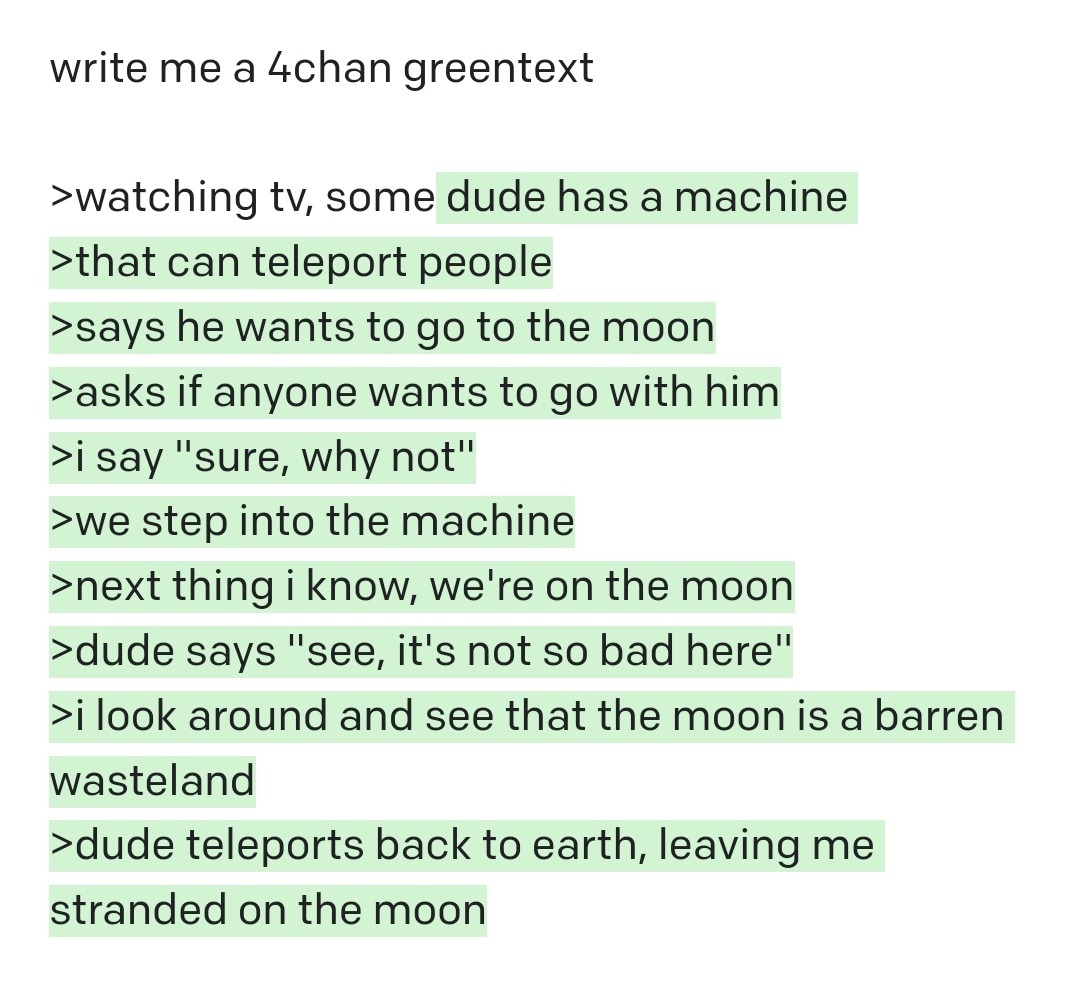 write me a 4chan greentext
>watching tv, some dude has a machine
>that can teleport people
>says he wants to go to the moon
>asks if anyone wants to go with him
>i say "sure, why not"
>we step into the machine
>next thing i know, we're on the moon
>dude says "see, it's not so bad here"
>i look around and see that the moon is a barren
wasteland
>dude teleports back to earth, leaving me
stranded on the moon